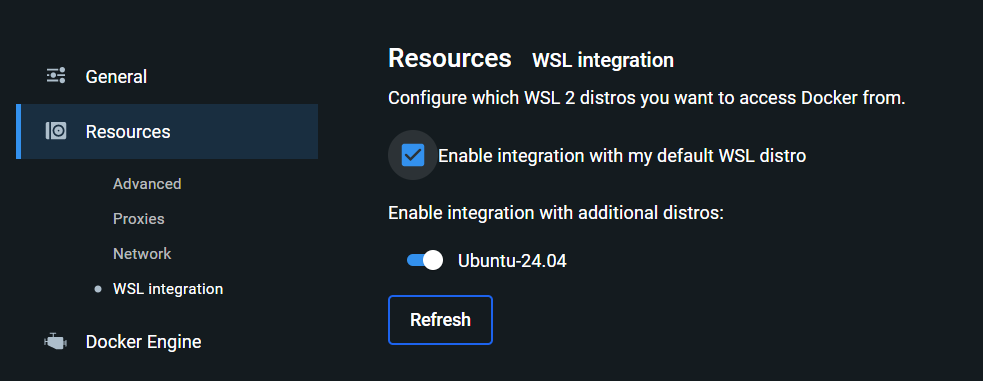 General
Resources
Advanced
Proxies
Network
WSL integration
Docker Engine
Resources WSL integration
Configure which WSL 2 distros you want to access Docker from.
Enable integration with my default WSL distro
Enable integration with additional distros:
Ubuntu-24.04
Refresh